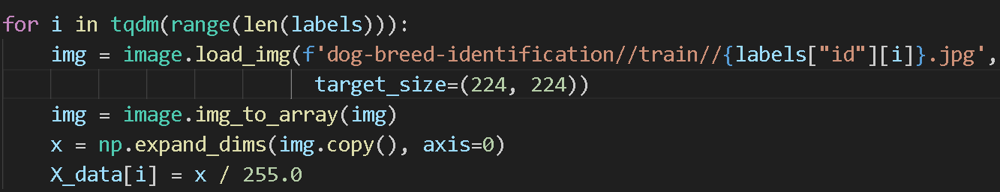 for i in tqdm(range(len(labels))):
    img = image.load_img(f'dog-breed-identification//train//{labels["id"][i]}.jpg',
                         target_size=(224, 224))
    img = image.img_to_array(img)
    x = np.expand_dims(img.copy(), axis=0)
    X_data[i] = x / 255.0